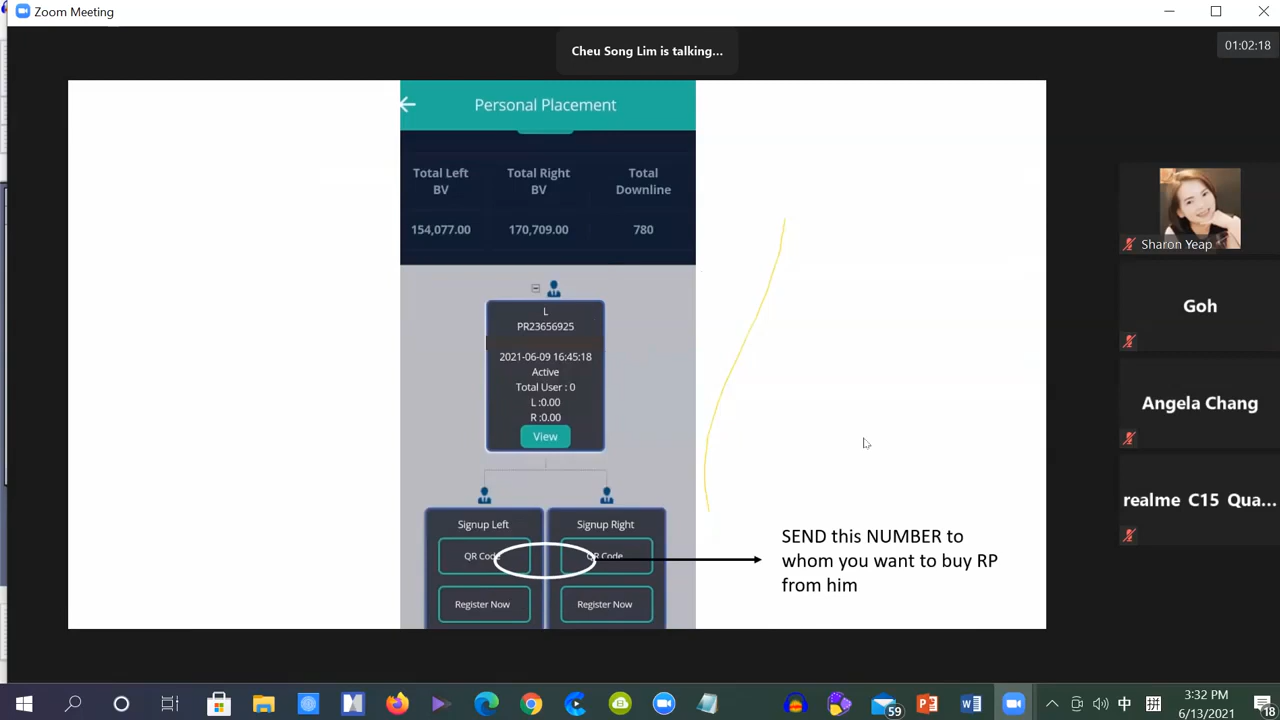 Zoom Meeting
Cheu Song Lim is talking...
01:02:18
Personal Placement
Total Left
BV
Total Right
BV
Total
Downline
154,077.00
170,709.00
780
L
PR23656925
2021-06-09 16:45:18
Active
Total User : 0
L :0.00
R :0.00
View
Signup Left
Signup Right
QR Code
QR Code
Register Now
Register Now
SEND this NUMBER to
whom you want to buy RP
from him
Sharon Yeap
Goh
Angela Chang
realme C15 Qua...
59
中
拼
3:32 PM
6/13/2021
18